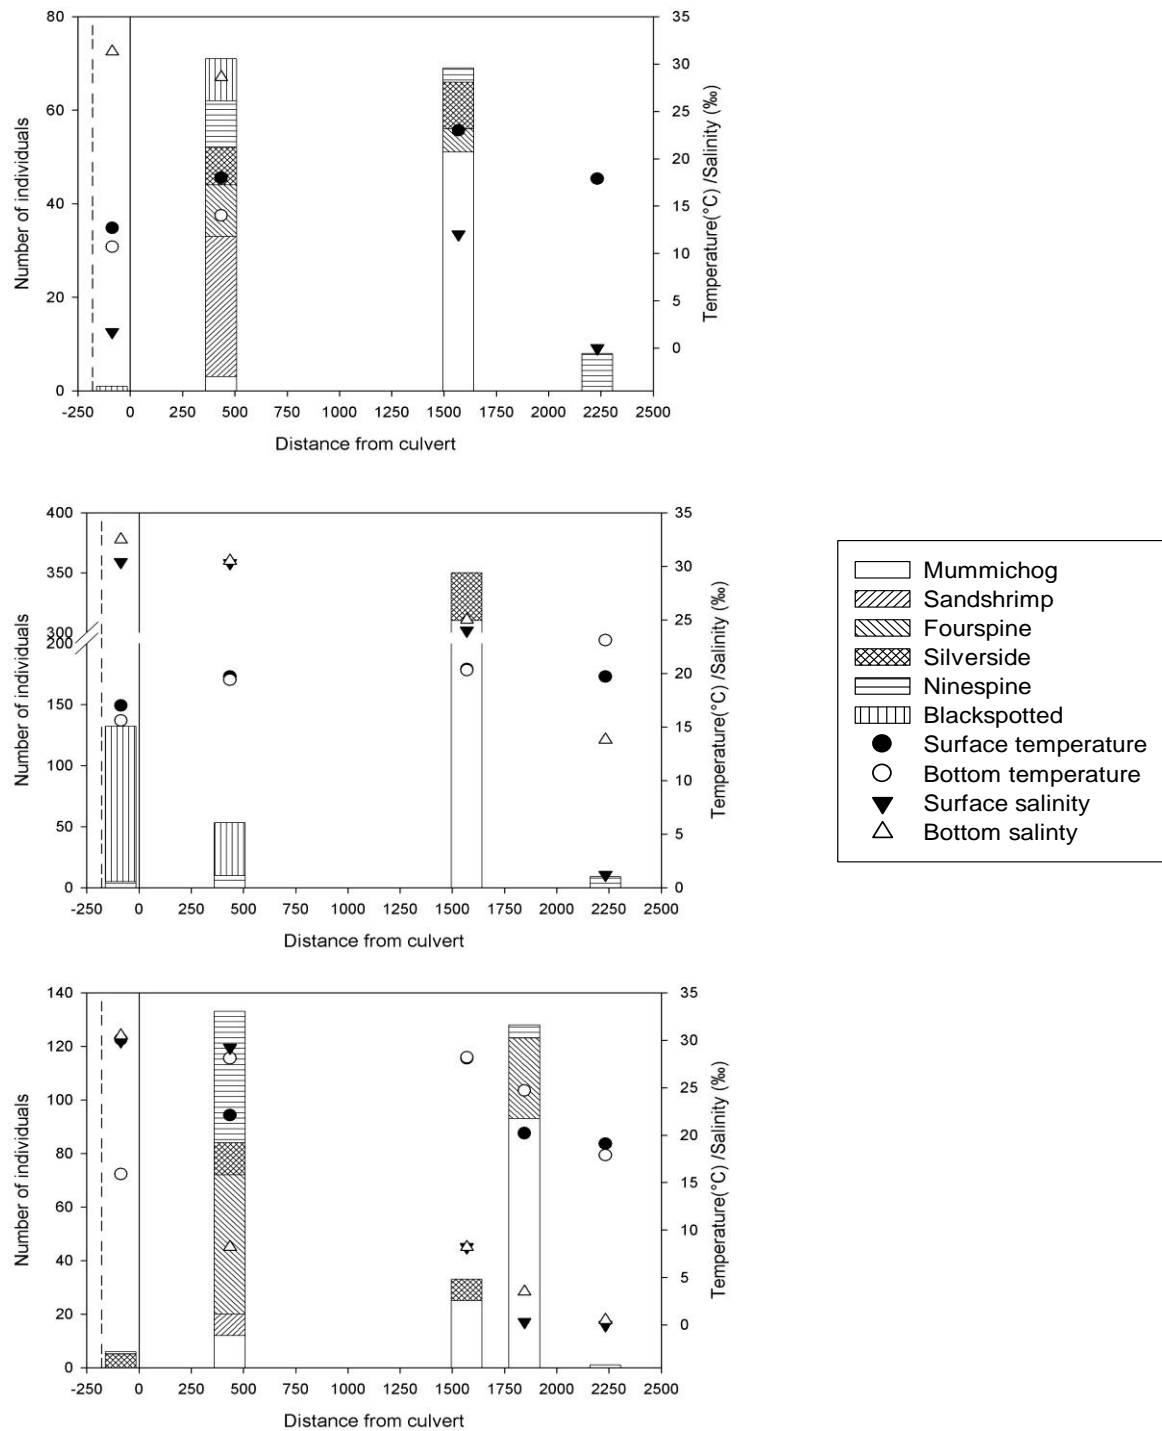 80
60
40
20
0
Number of individuals
35
30
25
20
15
10
5
0
Temperature(°C) /Salinity (‰)
-250 0 250 500 750 1000 1250 1500 1750 2000 2250 2500
Distance from culvert
400
350
300
200
150
100
50
0
Number of individuals
35
30
25
20
15
10
5
0
Temperature(°C) /Salinity (‰)
-250 0 250 500 750 1000 1250 1500 1750 2000 2250 2500
Distance from culvert
Mummichog
Sandshrimp
Fourspine
Silverside
Ninespine
Blackspotted
Surface temperature
Bottom temperature
Surface salinity
Bottom salinty
140
120
100
80
60
40
20
0
Number of individuals
35
30
25
20
15
10
5
0
Temperature(°C) /Salinity (‰)
-250 0 250 500 750 1000 1250 1500 1750 2000 2250 2500
Distance from culvert